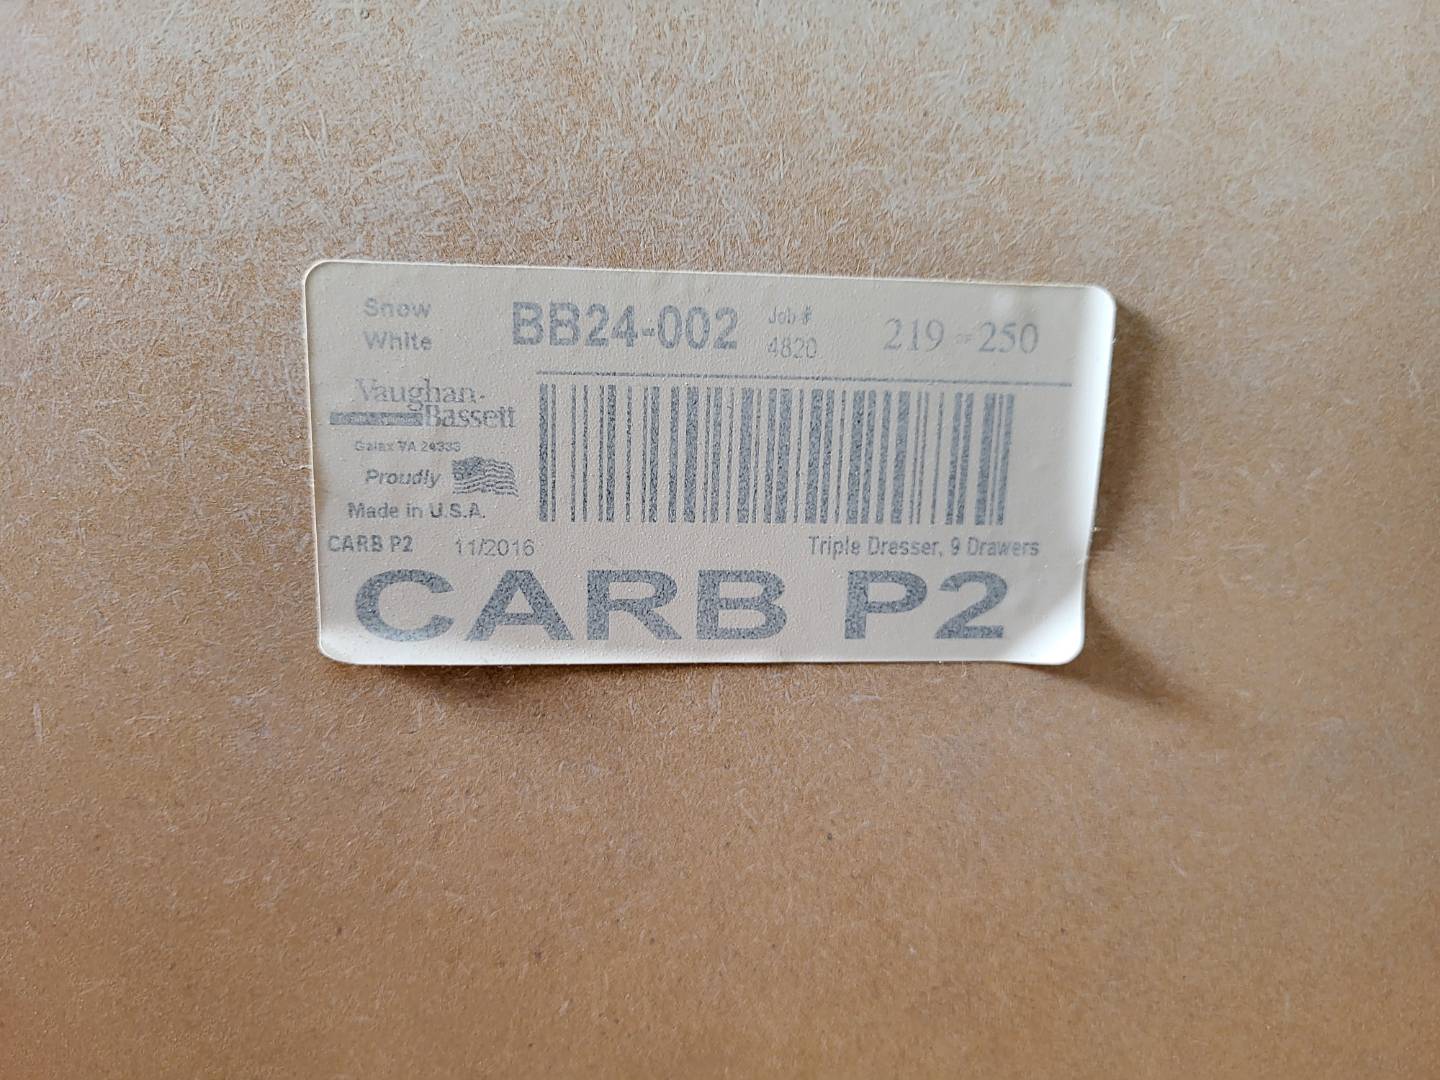 Snow
White
BB24-002
Job #
4820
219 OF 250
Vaughan-
Bassett
Galax VA 24333
Proudly
Made in U.S.A.
CARB P2 11/2016
Triple Dresser, 9 Drawers
CARB P2